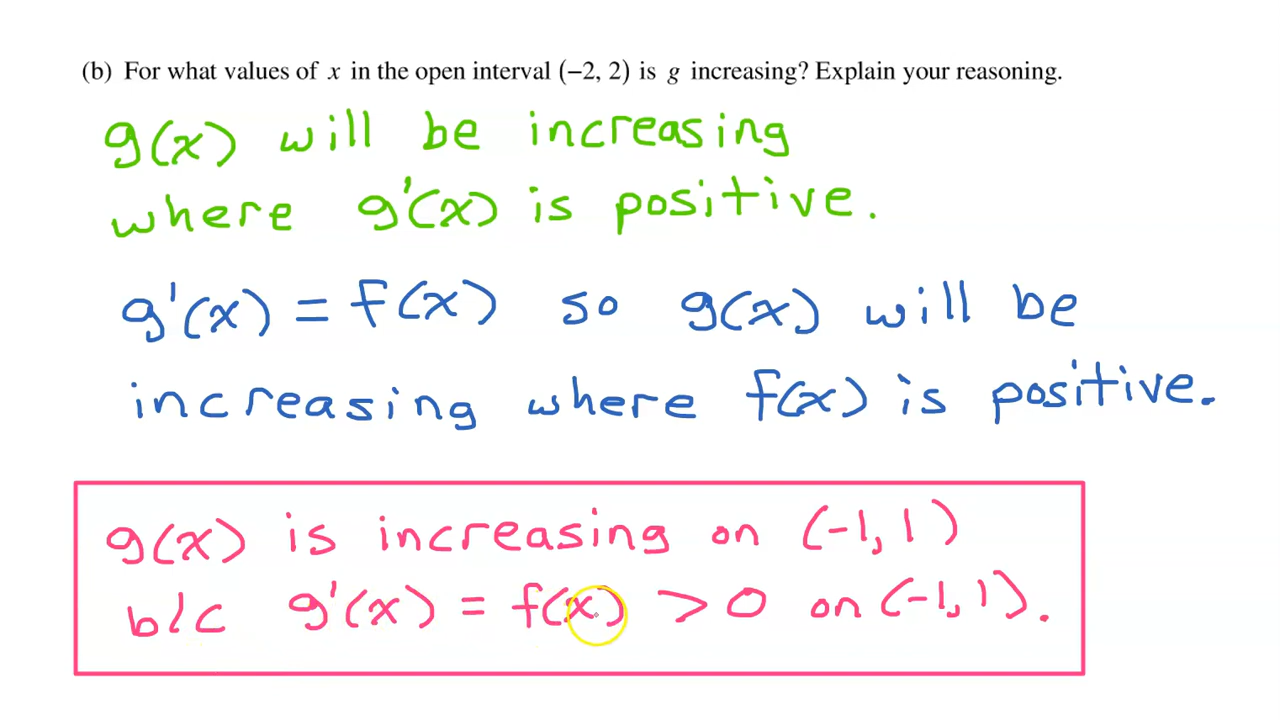 (b) For what values of x in the open interval (−2, 2) is g increasing? Explain your reasoning.
g(x) will be increasing
where g'(x) is positive.
g'(x) = f(x) so g(x) will be
increasing where f(x) is positive.
g(x) is increasing on (-1, 1)
b/c g'(x) = f(x) > 0 on (-1, 1).